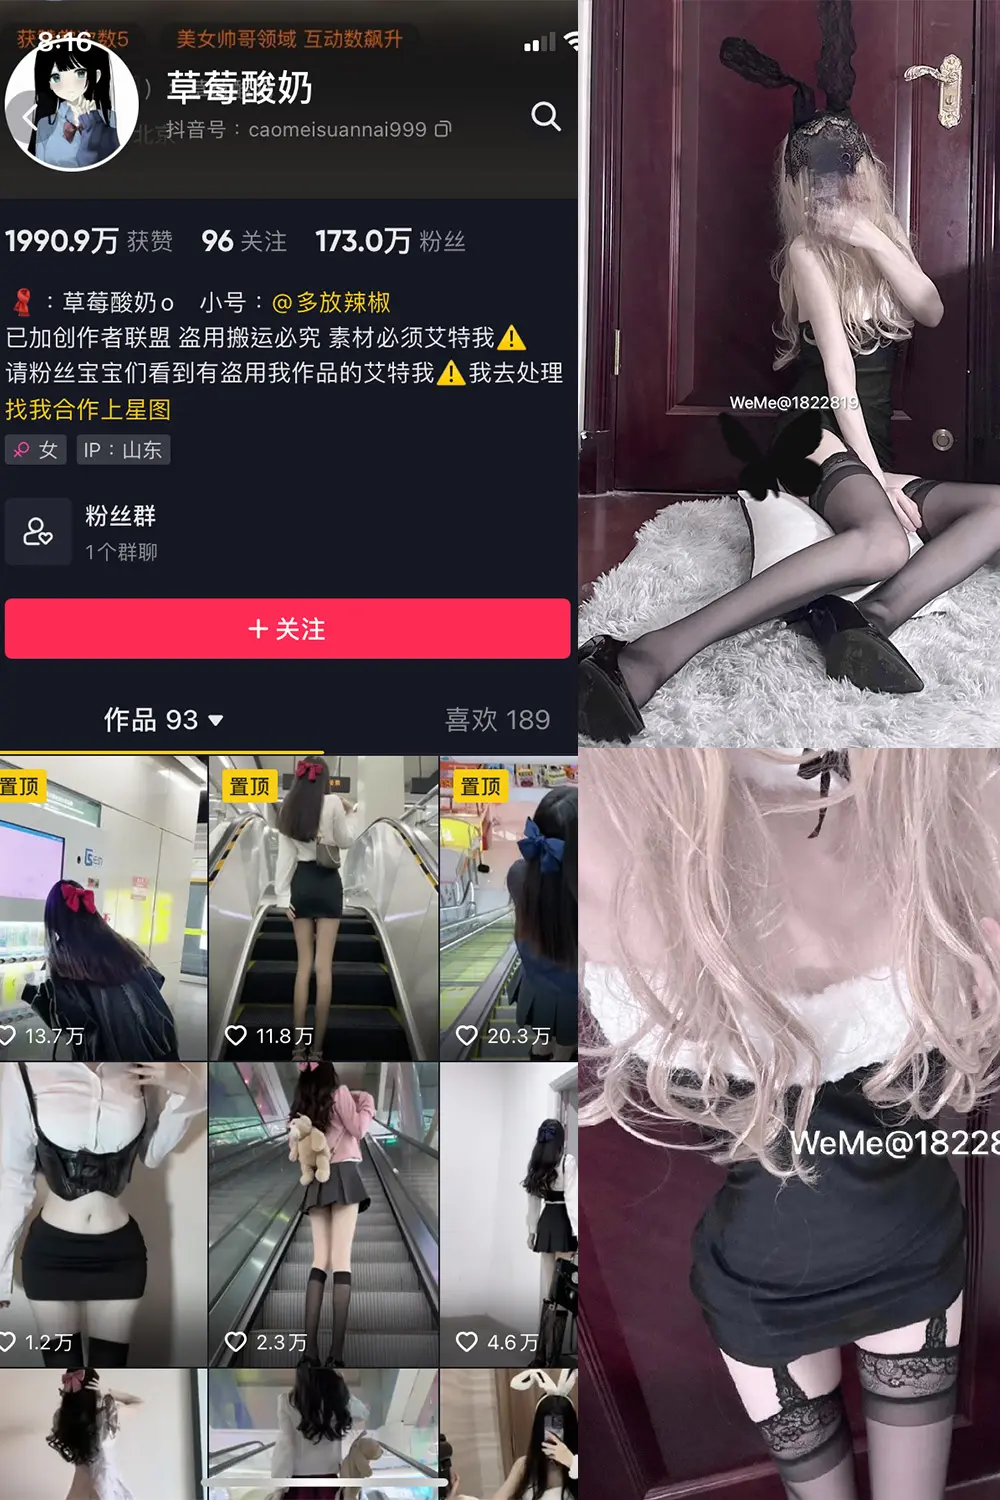 获赞 次数5
美女帅哥领域 互动数飙升
8:16
草莓酸奶
北京
抖音号：caomeisuannai999
1990.9万 获赞 96 关注 173.0万 粉丝
：草莓酸奶o 小号：@多放辣椒
已加创作者联盟 盗用搬运必究 素材必须艾特我⚠️
请粉丝宝宝们看到有盗用我作品的艾特我⚠️我去处理
找我合作上星图
女 IP：山东
粉丝群
1个群聊
+ 关注
作品 93 喜欢 189
置顶 置顶 置顶
13.7万 11.8万 20.3万
1.2万 2.3万 4.6万
WeMe@1822819
WeMe@18228